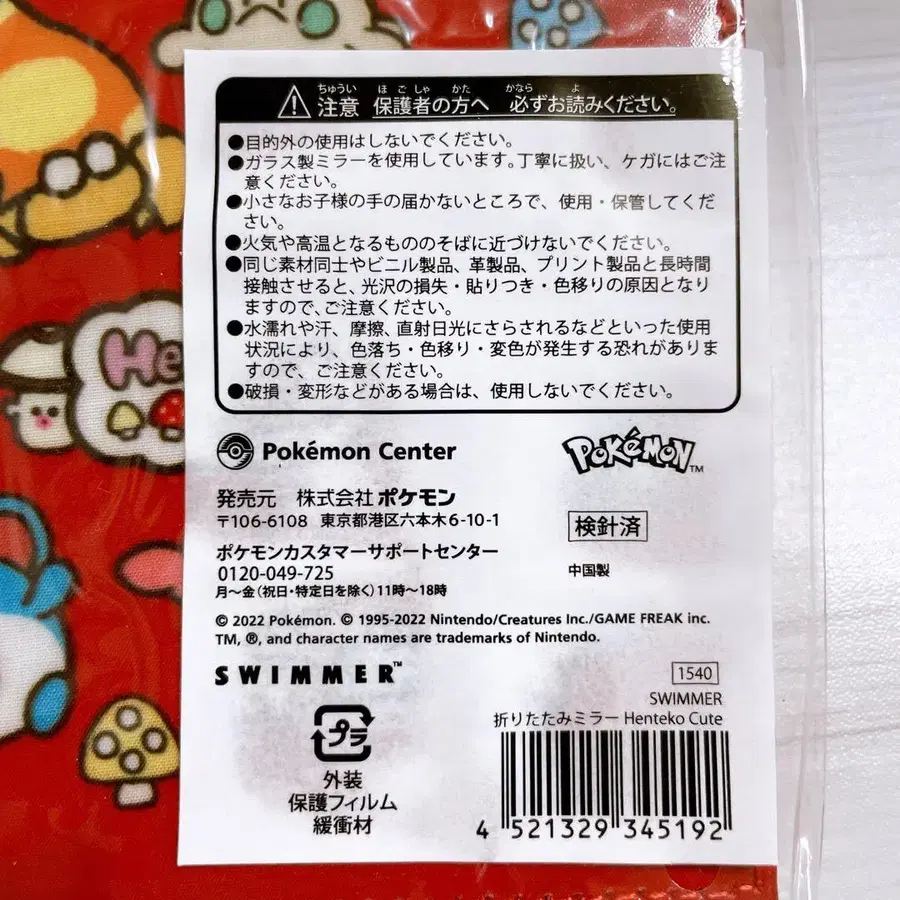 注意 保護者の方へ 必ずお読みください。
ちゅうい ほごしゃ かた かなら よ
●目的外の使用はしないでください。
●ガラス製ミラーを使用しています。丁寧に扱い、ケガにはご注
意ください。
●小さなお子様の手の届かないところで、使用・保管してくだ
さい。
●火気や高温となるもののそばに近づけないでください。
●同じ素材同士やビニル製品、革製品、プリント製品と長時間
接触させると、光沢の損失・貼りつき・色移りの原因となり
ますので、ご注意ください。
●水濡れや汗、摩擦、直射日光にさらされるなどといった使用
状況により、色落ち・色移り・変色が発生する恐れがありま
すので、ご注意ください。
●破損・変形などがある場合は、使用しないでください。
Pokémon Center
POKéMON™
発売元 株式会社 ポケモン
〒106-6108 東京都港区六本木6-10-1
検針済
ポケモンカスタマーサポートセンター
0120-049-725
中国製
月～金（祝日・特定日を除く）11時～18時
© 2022 Pokémon. © 1995-2022 Nintendo/Creatures Inc./GAME FREAK inc.
TM, ®, and character names are trademarks of Nintendo.
SWIMMER™
1540
SWIMMER
折りたたみミラー Henteko Cute
プラ
外装
保護フィルム
緩衝材
4 521329 345192
He